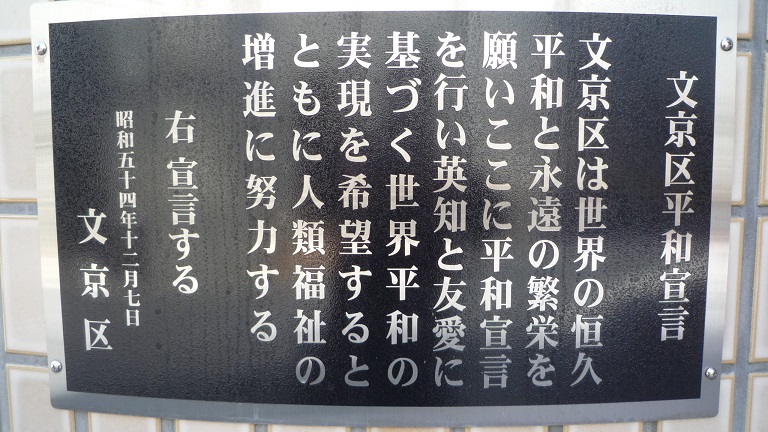 文京区平和宣言
文京区は世界の恒久
平和と永遠の繁栄を
願いここに平和宣言
を行い英知と友愛に
基づく世界平和の
実現を希望すると
ともに人類福祉の
増進に努力する
右宣言する
昭和五十四年十二月七日
文京区